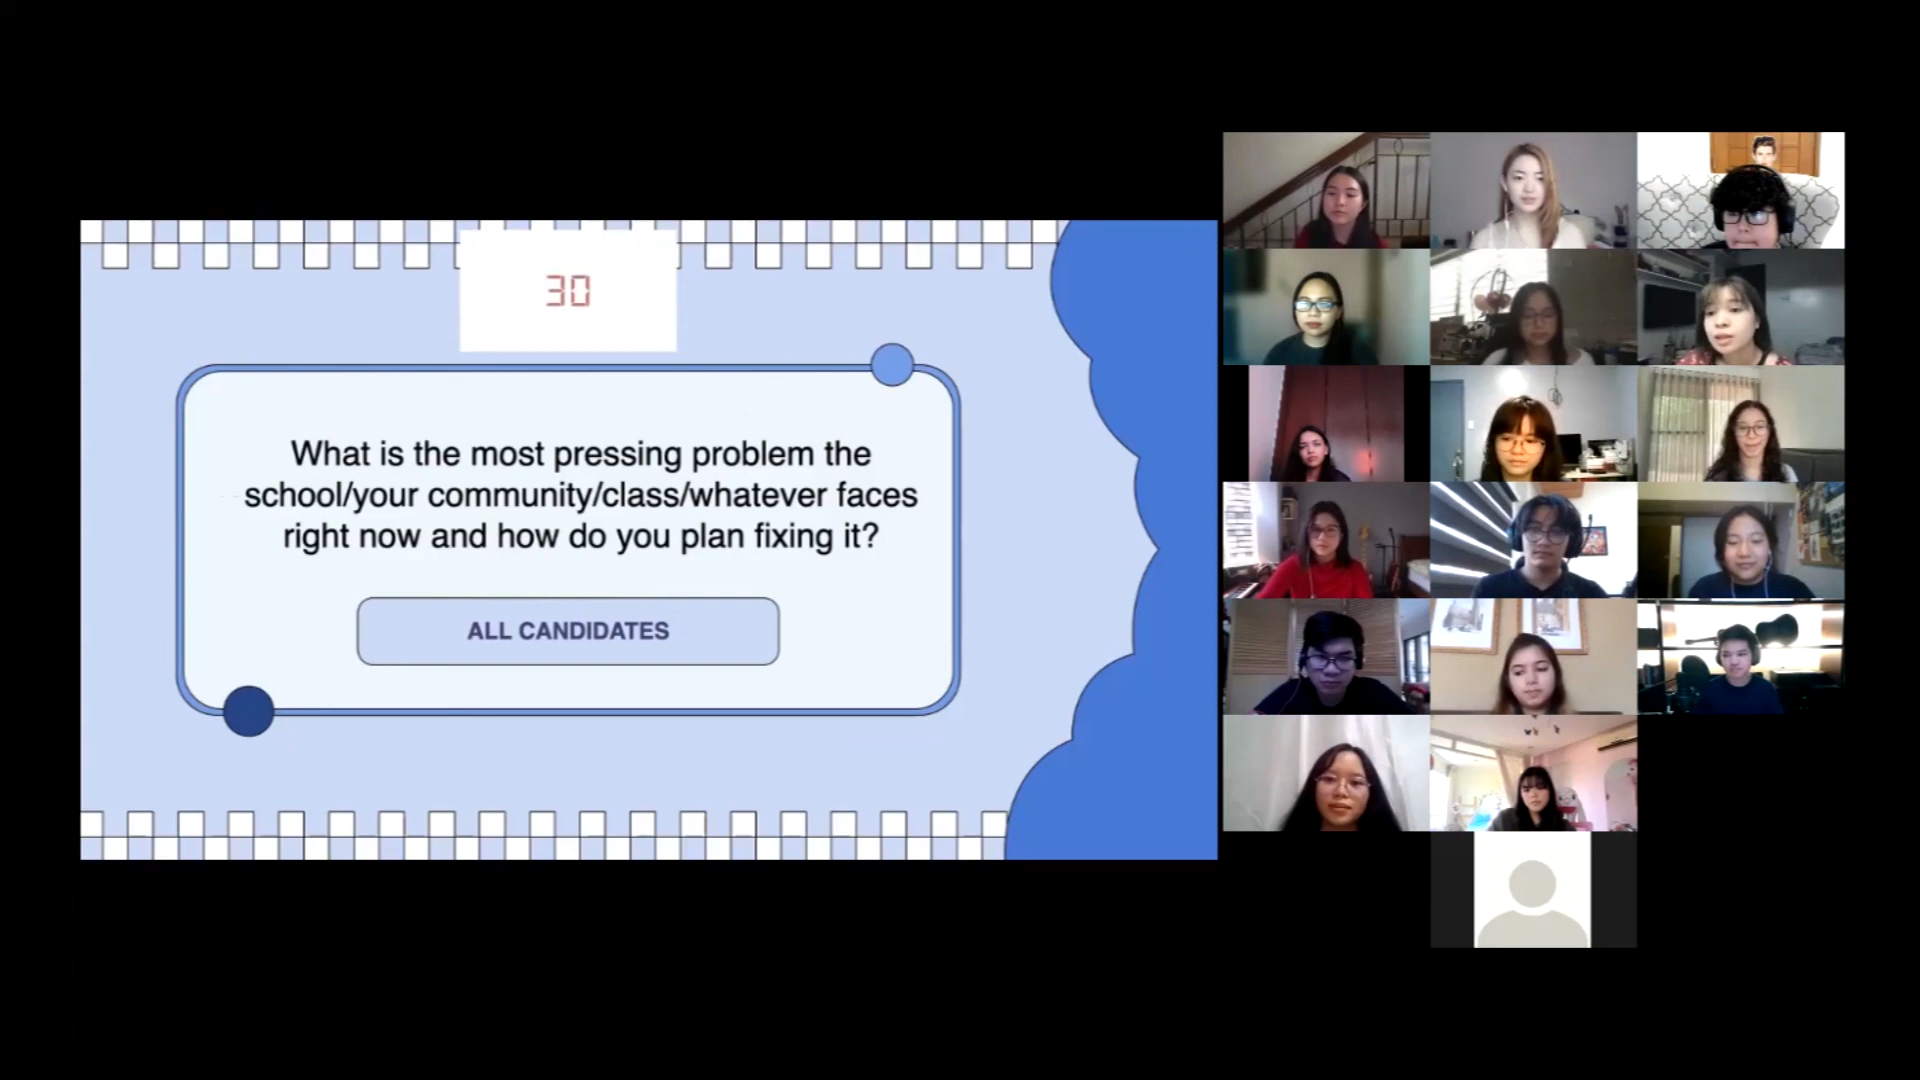 30
What is the most pressing problem the
school/your community/class/whatever faces
right now and how do you plan fixing it?
ALL CANDIDATES